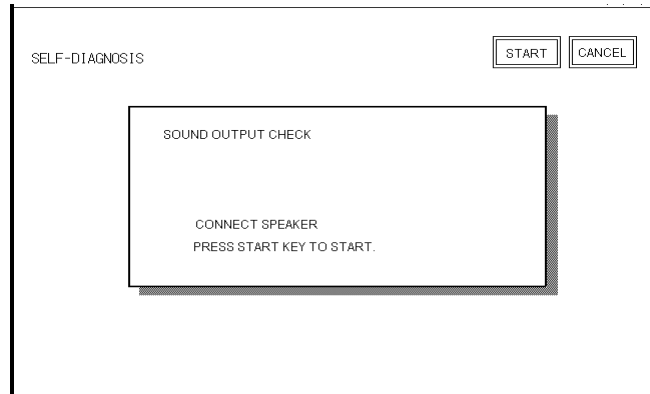 SELF-DIAGNOSIS
START
CANCEL
SOUND OUTPUT CHECK
CONNECT SPEAKER
PRESS START KEY TO START.